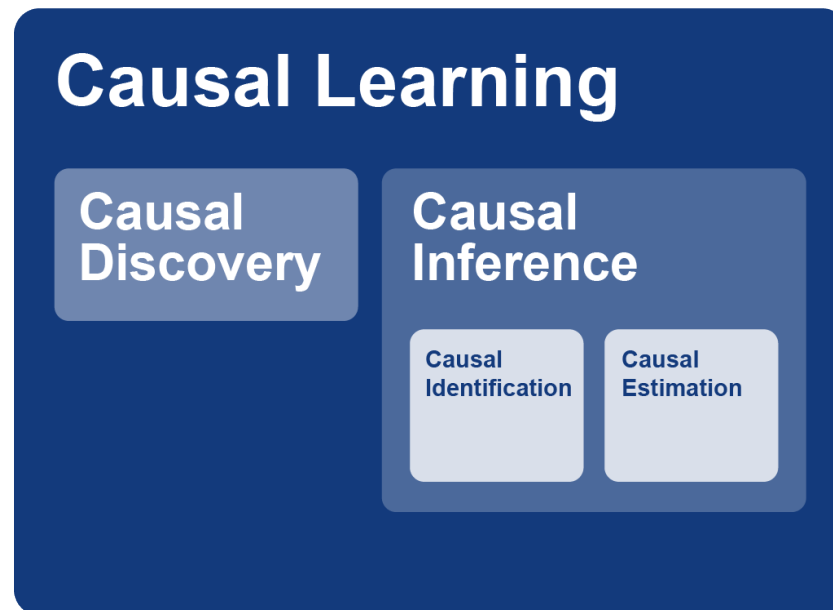 Causal Learning
Causal
Discovery
Causal
Inference
Causal
Identification
Causal
Estimation